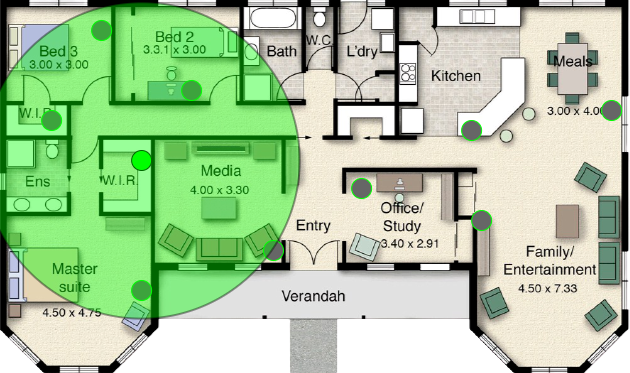 Bed 3
3.00 x 3.00
Bed 2
3.3.1 x 3.00
Bath
W.C
L'dry
Kitchen
Meals
3.00 x 4.00
W.I.R.
Ens
W.I.R.
Media
4.00 x 3.30
Office/
Study
3.40 x 2.91
Entry
Master
suite
4.50 x 4.75
Family/
Entertainment
4.50 x 7.33
Verandah